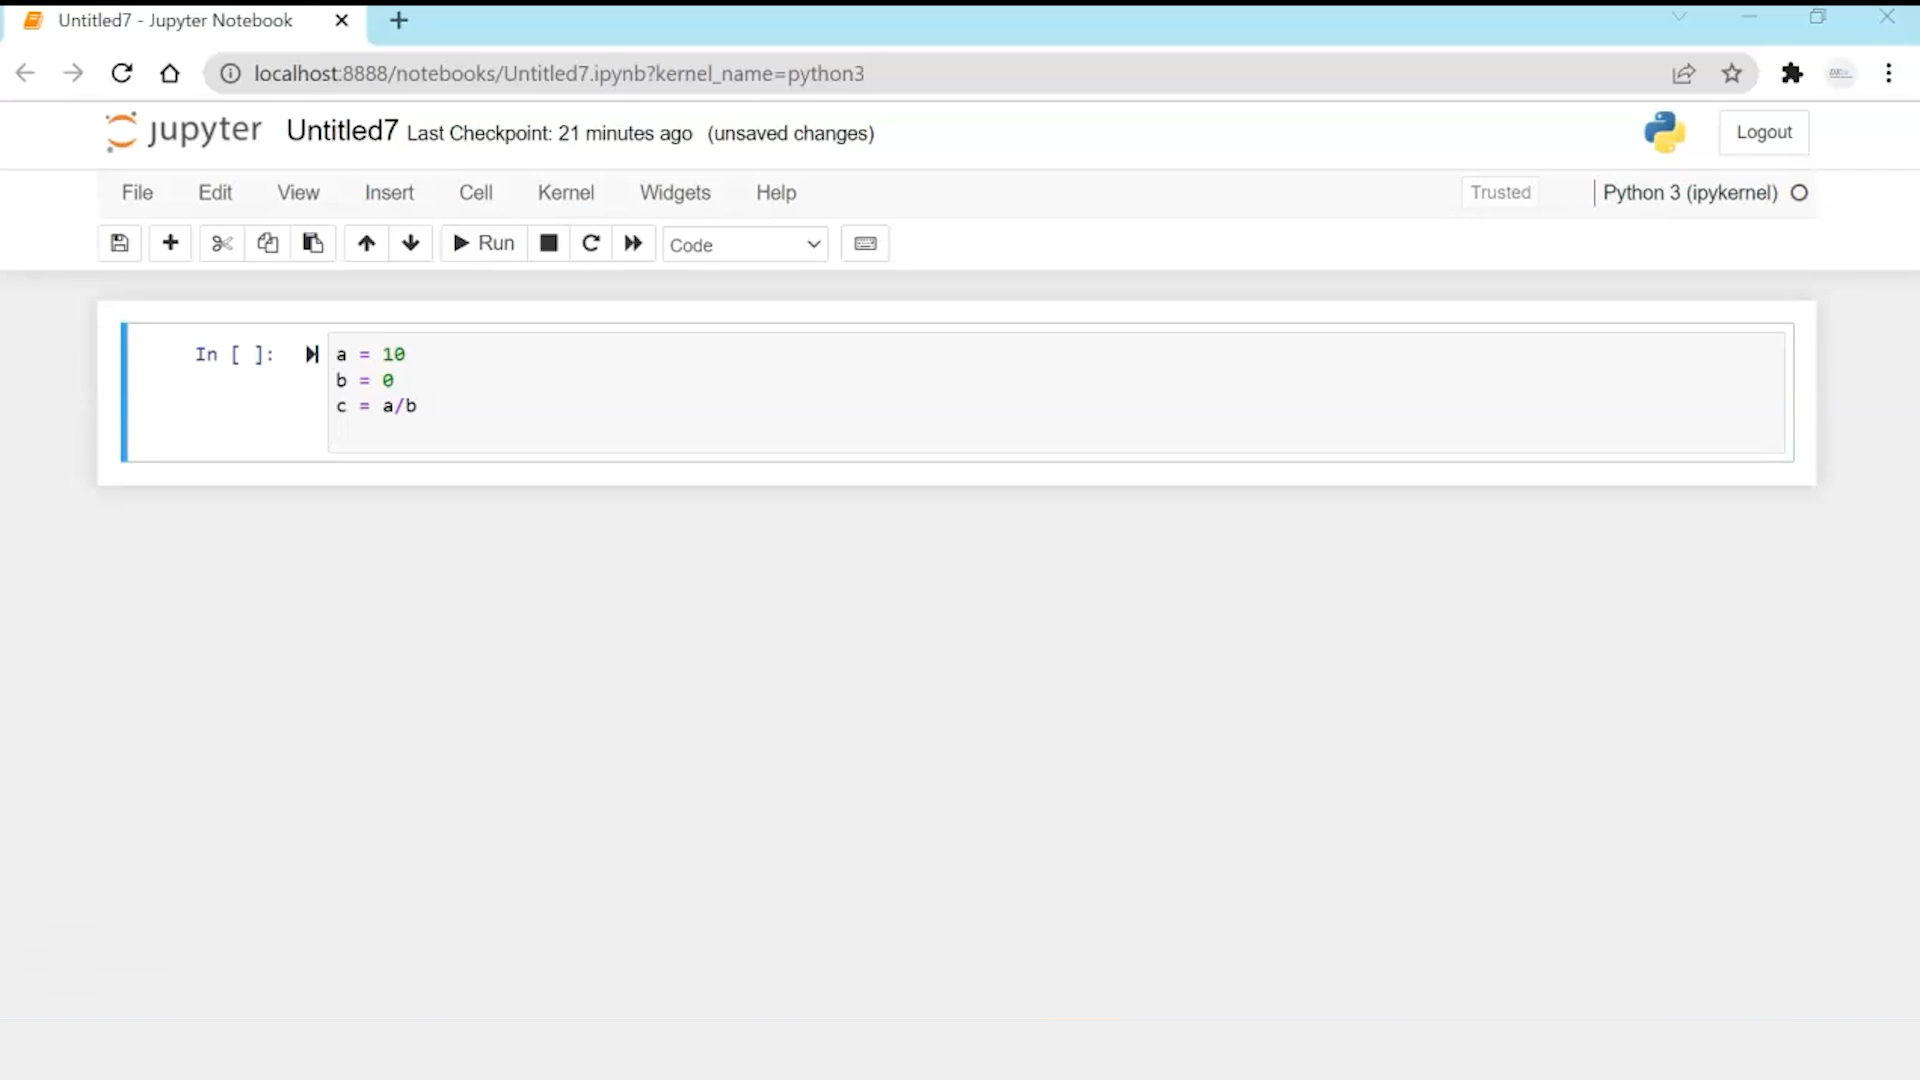 Untitled7 - Jupyter Notebook
localhost:8888/notebooks/Untitled7.ipynb?kernel_name=python3
jupyter Untitled7 Last Checkpoint: 21 minutes ago (unsaved changes)
Logout
File Edit View Insert Cell Kernel Widgets Help
Trusted
Python 3 (ipykernel)
Run
Code
In [ ]:
a = 10
b = 0
c = a/b